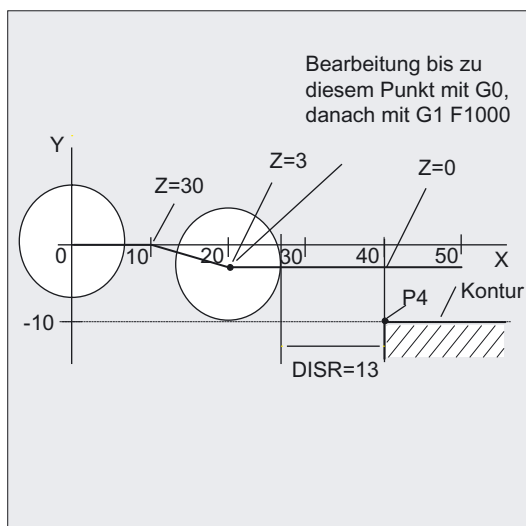 Bearbeitung bis zu
diesem Punkt mit G0,
danach mit G1 F1000
Y
Z=30
Z=3
Z=0
0
10
20
30
40
50
X
P4
Kontur
-10
DISR=13